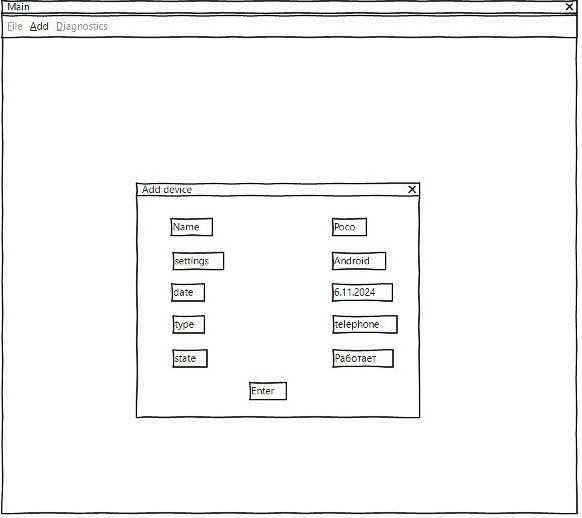 Main
File Add Diagnostics
Add device
Name Poco
settings Android
date 6.11.2024
type telephone
state Работает
Enter